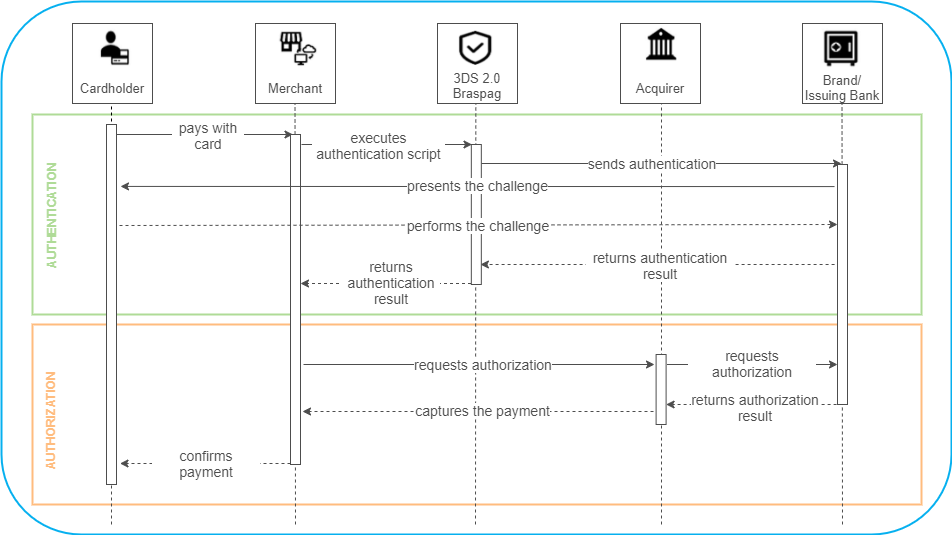 Cardholder
Merchant
3DS 2.0
Braspag
Acquirer
Brand/
Issuing Bank
AUTHENTICATION
pays with
card
executes
authentication script
sends authentication
presents the challenge
performs the challenge
returns authentication
result
returns
authentication
result
AUTHORIZATION
requests authorization
requests
authorization
returns authorization
result
captures the payment
confirms
payment